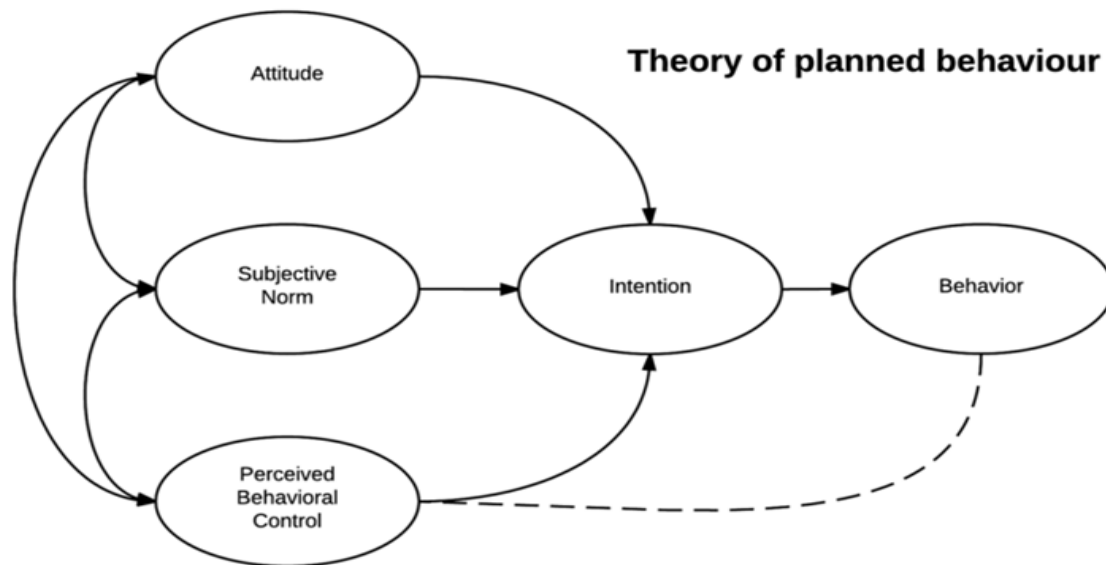 Theory of planned behaviour
Attitude
Subjective
Norm
Intention
Behavior
Perceived
Behavioral
Control